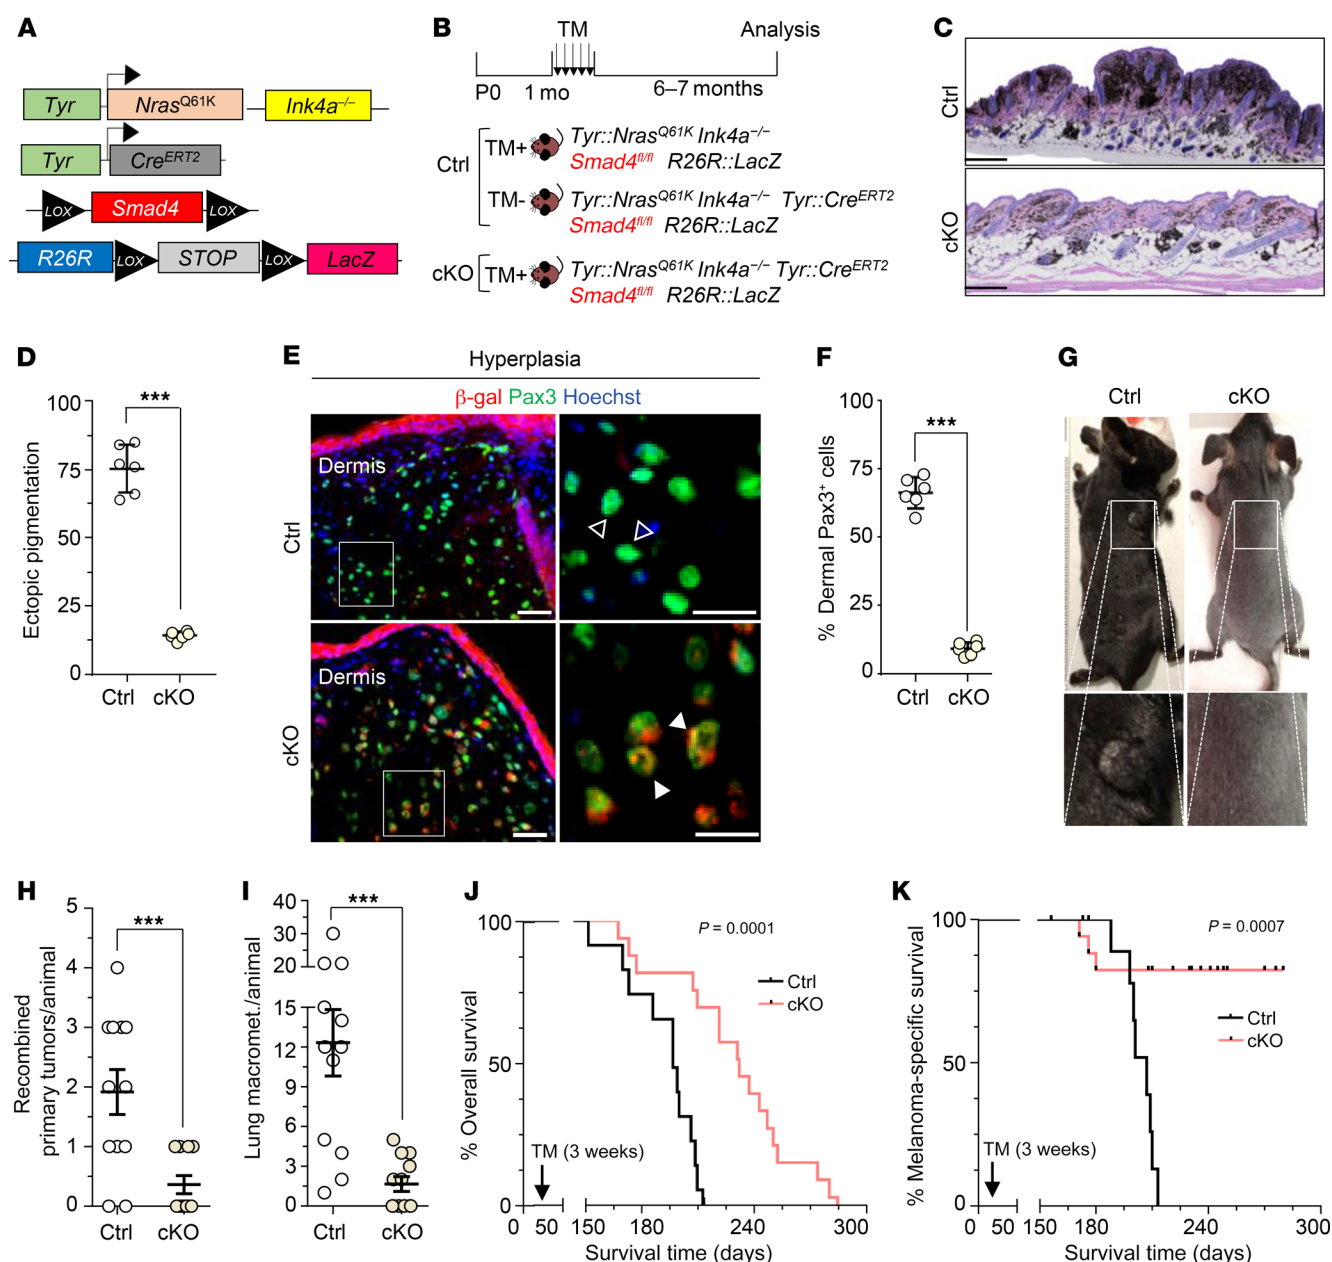 A
Tyr Nras^Q61K Ink4a^–/–
Tyr Cre^ERT2
LOX Smad4 LOX
R26R LOX STOP LOX LacZ
B
TM Analysis
P0 1 mo 6–7 months
Ctrl
TM+ Tyr::Nras^Q61K Ink4a^–/–
Smad4^fl/fl R26R::LacZ
TM- Tyr::Nras^Q61K Ink4a^–/– Tyr::Cre^ERT2
Smad4^fl/fl R26R::LacZ
cKO TM+ Tyr::Nras^Q61K Ink4a^–/– Tyr::Cre^ERT2
Smad4^fl/fl R26R::LacZ
C
Ctrl
cKO
D
Ectopic pigmentation
100
75
50
25
0
***
Ctrl cKO
E
Hyperplasia
β-gal Pax3 Hoechst
Ctrl
Dermis
cKO
Dermis
F
% Dermal Pax3⁺ cells
100
75
50
25
0
***
Ctrl cKO
G
Ctrl cKO
H
Recombined
primary tumors/animal
5
4
3
2
1
0
***
Ctrl cKO
I
Lung macromet./animal
40
30
20
15
12
9
6
3
0
***
Ctrl cKO
J
% Overall survival
100
50
0
P = 0.0001
Ctrl
cKO
TM (3 weeks)
0 50 150 180 240 300
Survival time (days)
K
% Melanoma-specific survival
100
50
0
P = 0.0007
Ctrl
cKO
TM (3 weeks)
0 50 150 180 240 300
Survival time (days)